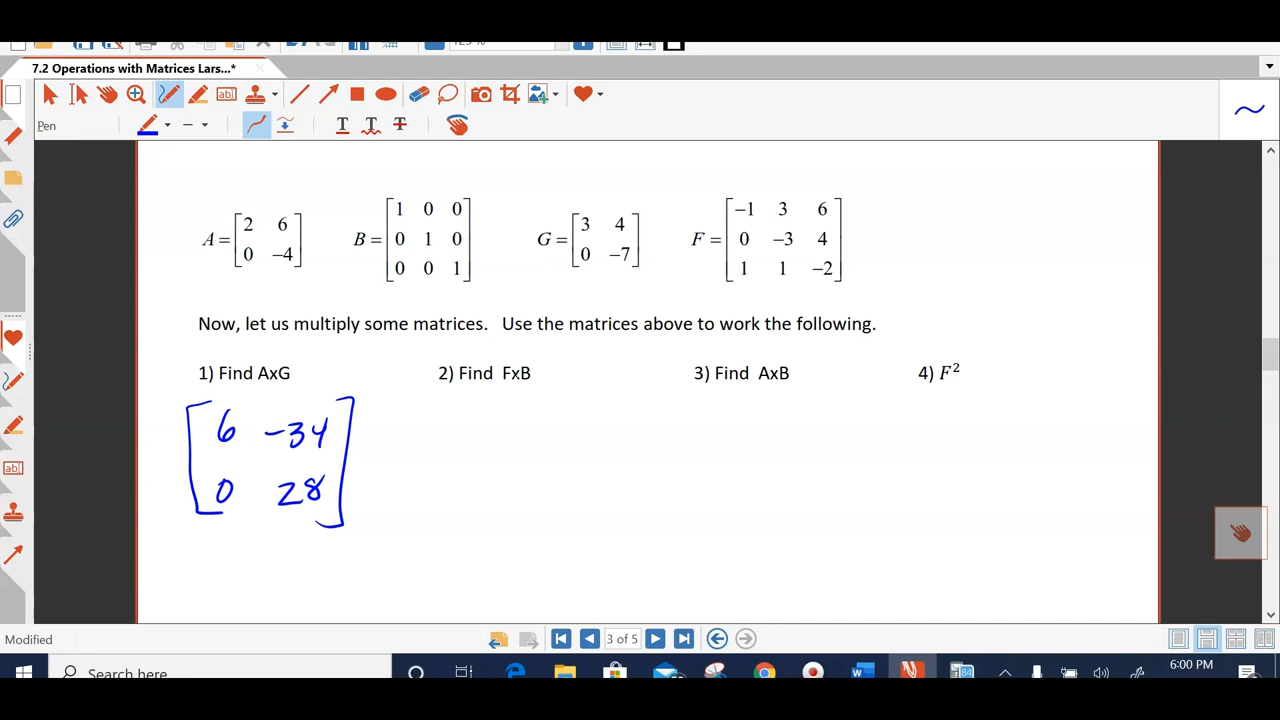 125 %
7.2 Operations with Matrices Lars...*
Pen
A = [ 2 6 ] B = [ 1 0 0 ] G = [ 3 4 ] F = [ −1 3 6 ]
[ 0 −4 ] [ 0 1 0 ] [ 0 −7 ] [ 0 −3 4 ]
[ 0 0 1 ] [ 1 1 −2 ]
Now, let us multiply some matrices. Use the matrices above to work the following.
1) Find AxG 2) Find FxB 3) Find AxB 4) F²
[ 6 -34 ]
[ 0 28 ]
Modified
3 of 5
6:00 PM
Search here